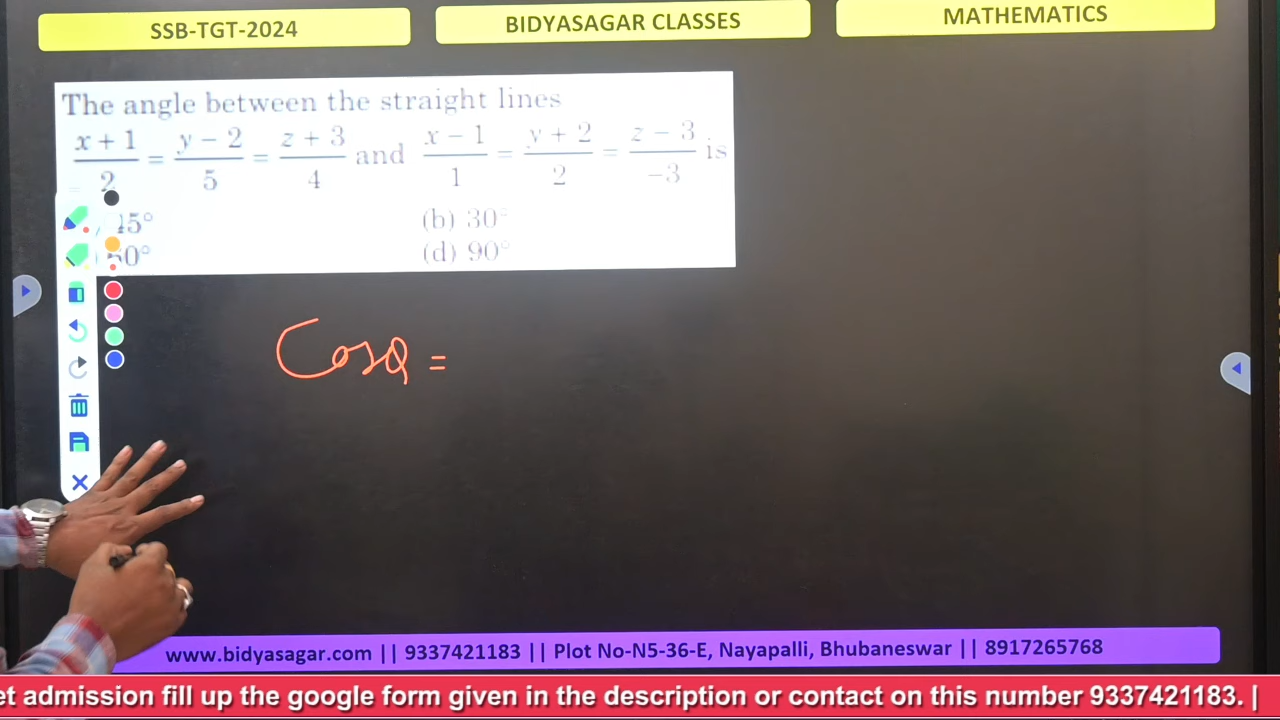 SSB-TGT-2024
BIDYASAGAR CLASSES
MATHEMATICS
The angle between the straight lines
x + 1 / 2 = y − 2 / 5 = z + 3 / 4 and x − 1 / 1 = y + 2 / 2 = z − 3 / −3 is
45° (b) 30°
60° (d) 90°
Cosθ =
www.bidyasagar.com || 9337421183 || Plot No-N5-36-E, Nayapalli, Bhubaneswar || 8917265768
et admission fill up the google form given in the description or contact on this number 9337421183. |